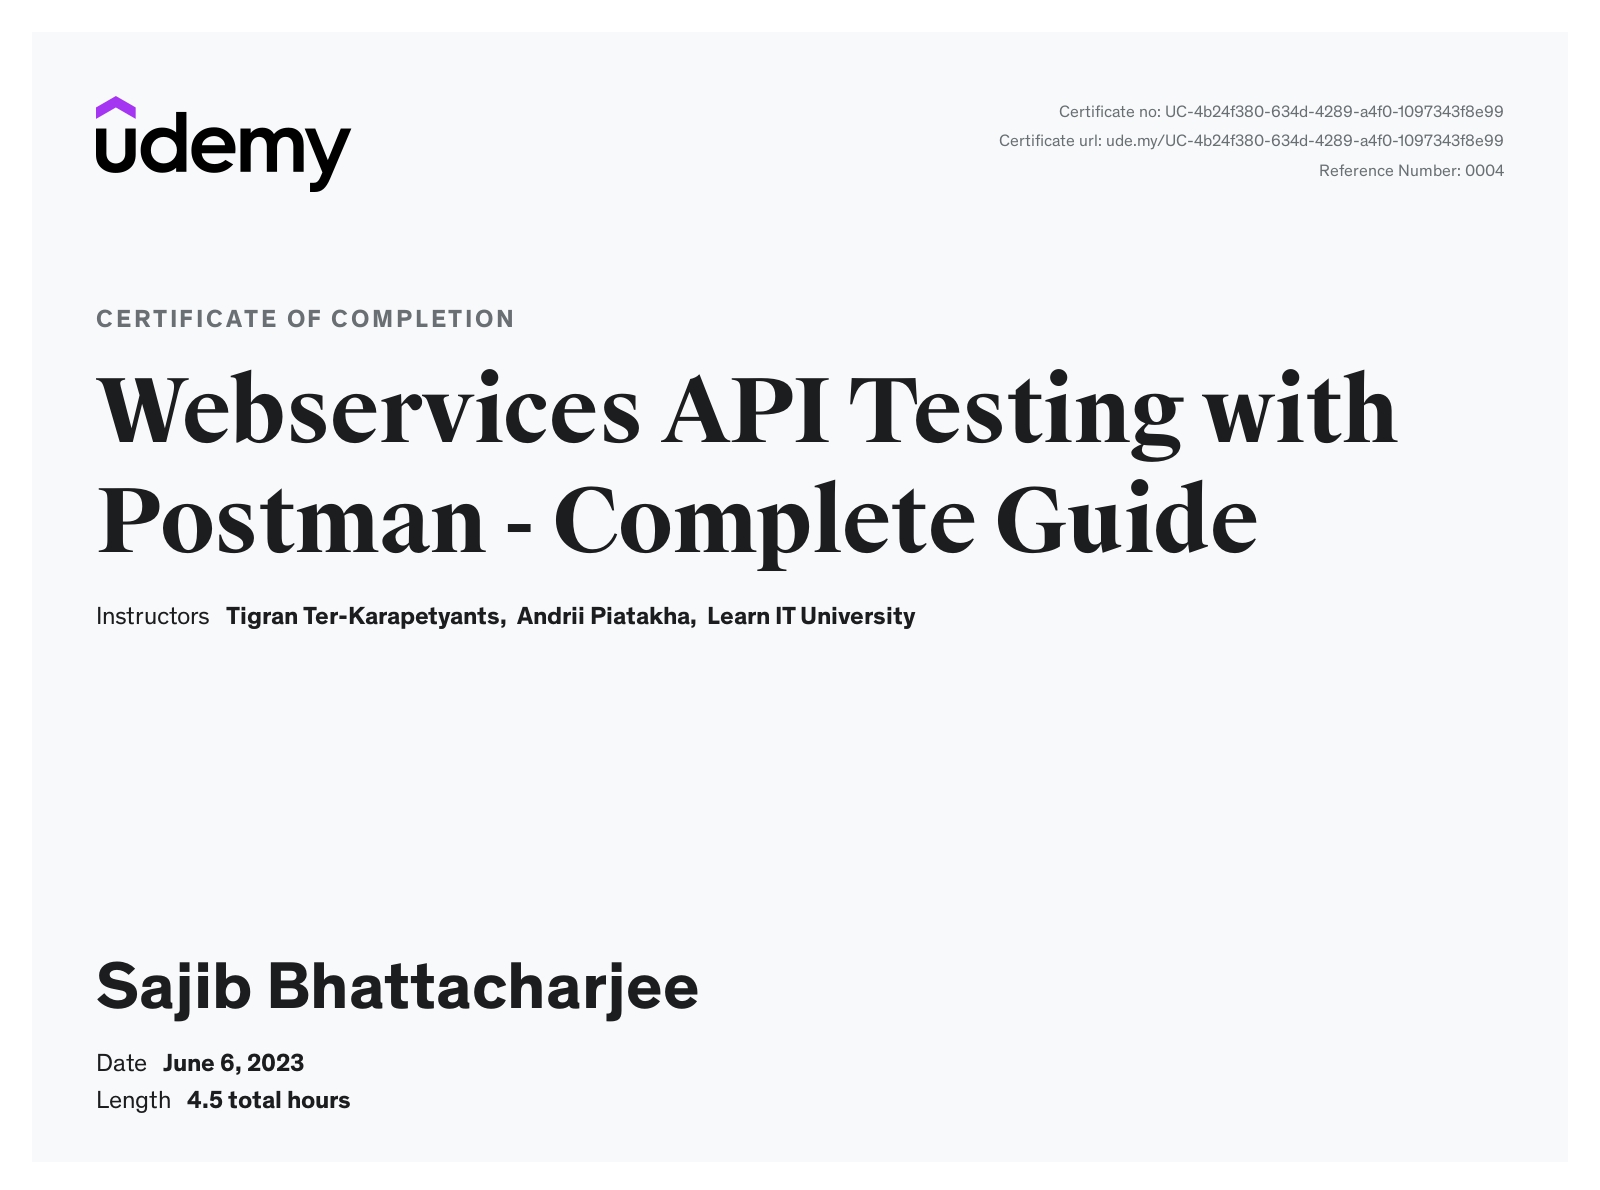 udemy
Certificate no: UC-4b24f380-634d-4289-a4f0-1097343f8e99
Certificate url: ude.my/UC-4b24f380-634d-4289-a4f0-1097343f8e99
Reference Number: 0004
CERTIFICATE OF COMPLETION
Webservices API Testing with
Postman - Complete Guide
Instructors Tigran Ter-Karapetyants, Andrii Piatakha, Learn IT University
Sajib Bhattacharjee
Date June 6, 2023
Length 4.5 total hours